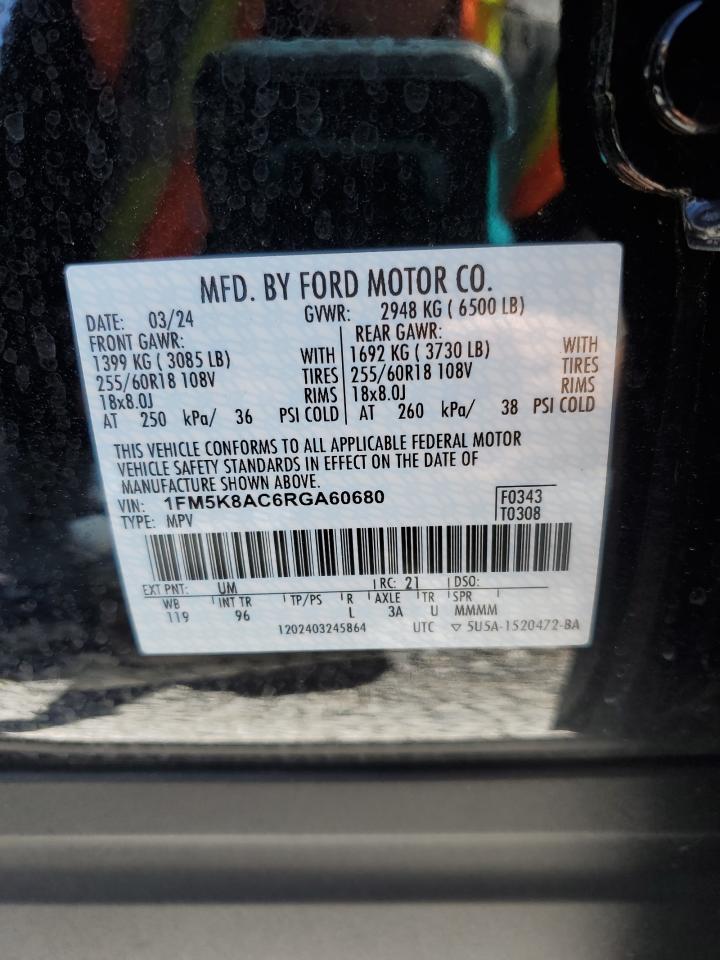 MFD. BY FORD MOTOR CO.
DATE: 03/24 GVWR: 2948 KG ( 6500 LB)
FRONT GAWR: REAR GAWR:
1399 KG ( 3085 LB) WITH 1692 KG ( 3730 LB) WITH
255/60R18 108V TIRES 255/60R18 108V TIRES
18x8.0J RIMS 18x8.0J RIMS
AT 250 kPa/ 36 PSI COLD AT 260 kPa/ 38 PSI COLD
THIS VEHICLE CONFORMS TO ALL APPLICABLE FEDERAL MOTOR
VEHICLE SAFETY STANDARDS IN EFFECT ON THE DATE OF
MANUFACTURE SHOWN ABOVE.
VIN: 1FM5K8AC6RGA60680 F0343
TYPE: MPV T0308
EXT PNT: UM RC: 21 DSO:
WB INT TR TP/PS R AXLE TR SPR
119 96 L 3A U MMMM
1202403245864 UTC ▽ 5U5A-1520472-BA